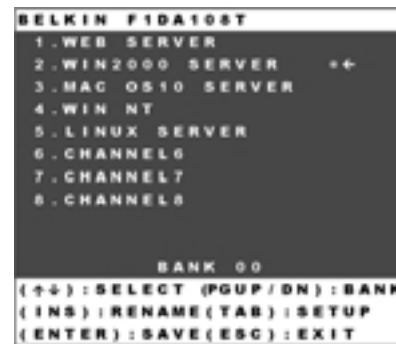 BELKIN F1DA108T
1.WEB SERVER
2.WIN2000 SERVER *←
3.MAC OS10 SERVER
4.WIN NT
5.LINUX SERVER
6.CHANNEL6
7.CHANNEL7
8.CHANNEL8
BANK 00
(↑↓):SELECT (PGUP/DN):BANK
(INS):RENAME(TAB):SETUP
(ENTER):SAVE(ESC):EXIT